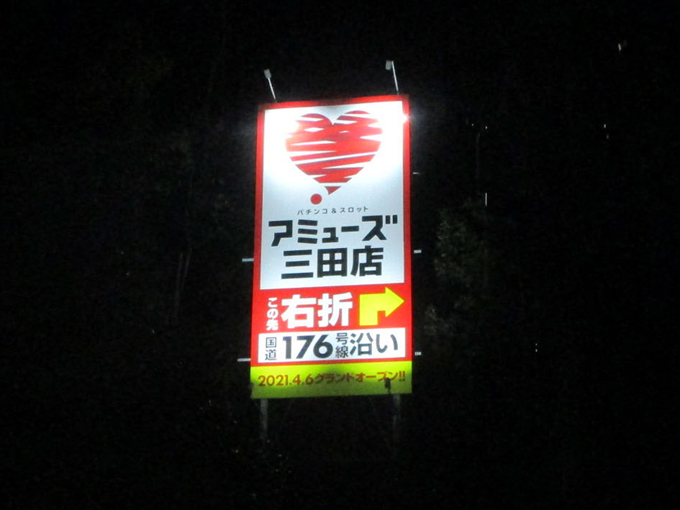 パチンコ&スロット
アミューズ
三田店
この先 右折
国道 176号線沿い
2021.4.6グランドオープン!!